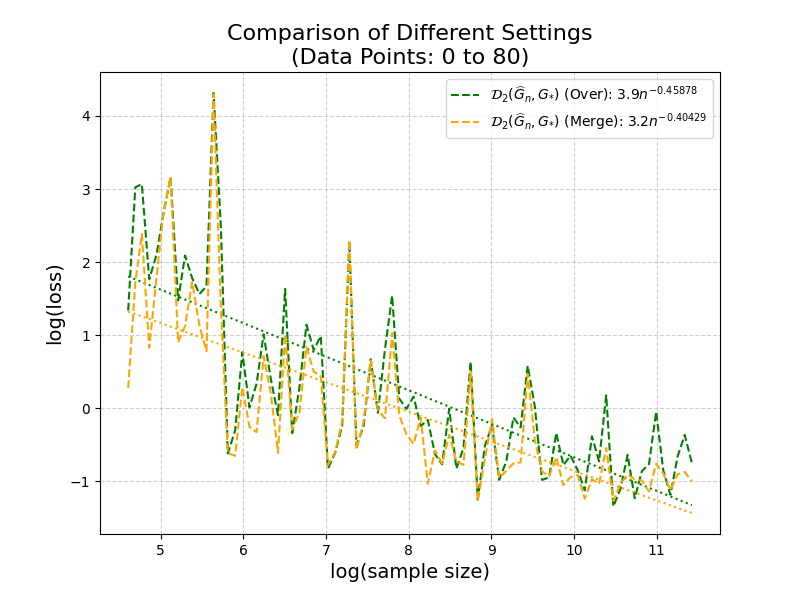 Comparison of Different Settings
(Data Points: 0 to 80)
𝒟₂(Ĝₙ, G∗) (Over): 3.9n⁻⁰·⁴⁵⁸⁷⁸
𝒟₂(Ĝₙ, G∗) (Merge): 3.2n⁻⁰·⁴⁰⁴²⁹
log(loss)
4
3
2
1
0
−1
5 6 7 8 9 10 11
log(sample size)